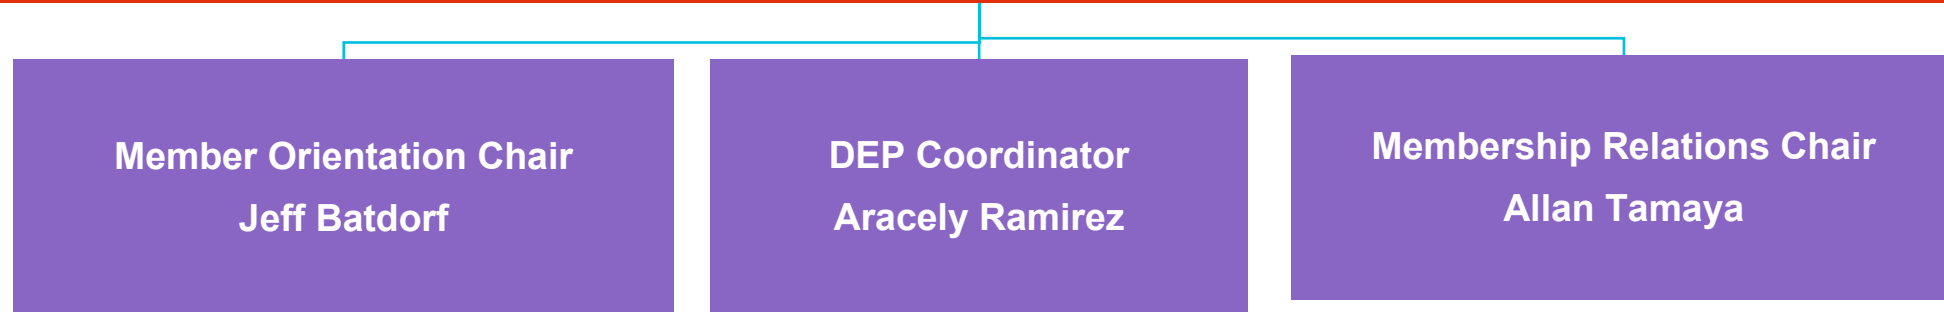 Member Orientation Chair
Jeff Batdorf
DEP Coordinator
Aracely Ramirez
Membership Relations Chair
Allan Tamaya